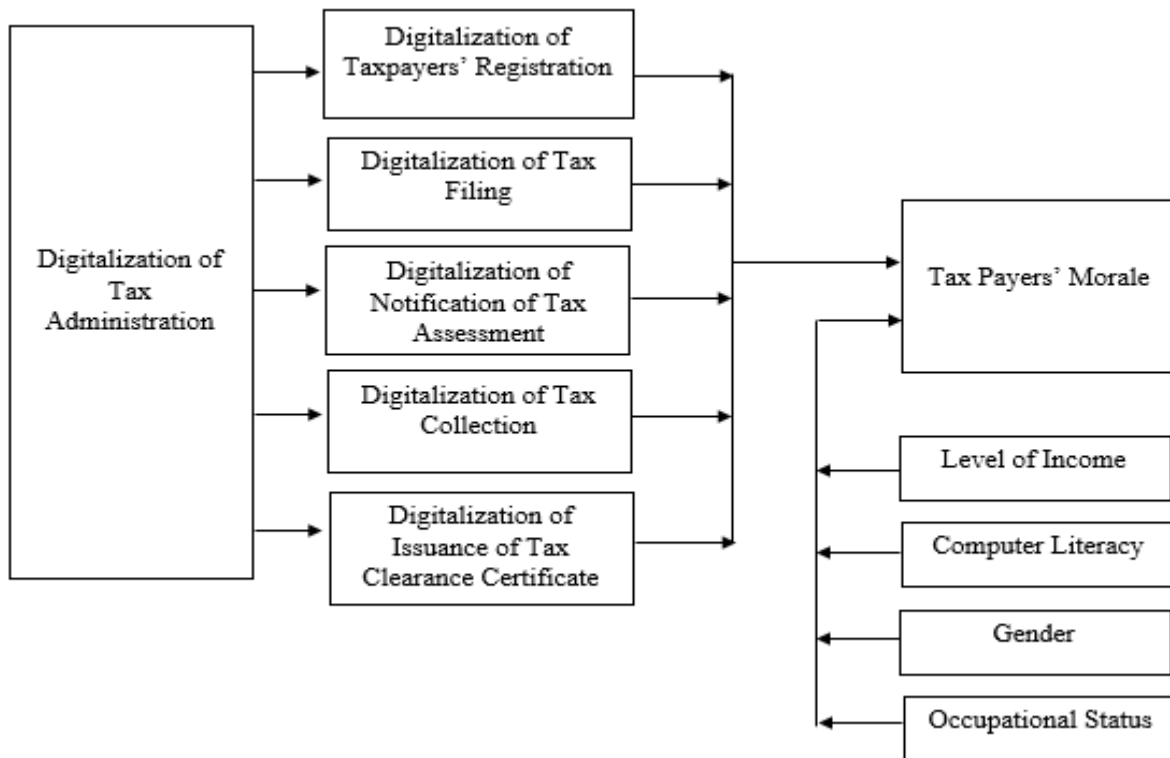 Digitalization of
Tax
Administration
Digitalization of
Taxpayers’ Registration
Digitalization of Tax
Filing
Digitalization of
Notification of Tax
Assessment
Digitalization of Tax
Collection
Digitalization of
Issuance of Tax
Clearance Certificate
Tax Payers’ Morale
Level of Income
Computer Literacy
Gender
Occupational Status